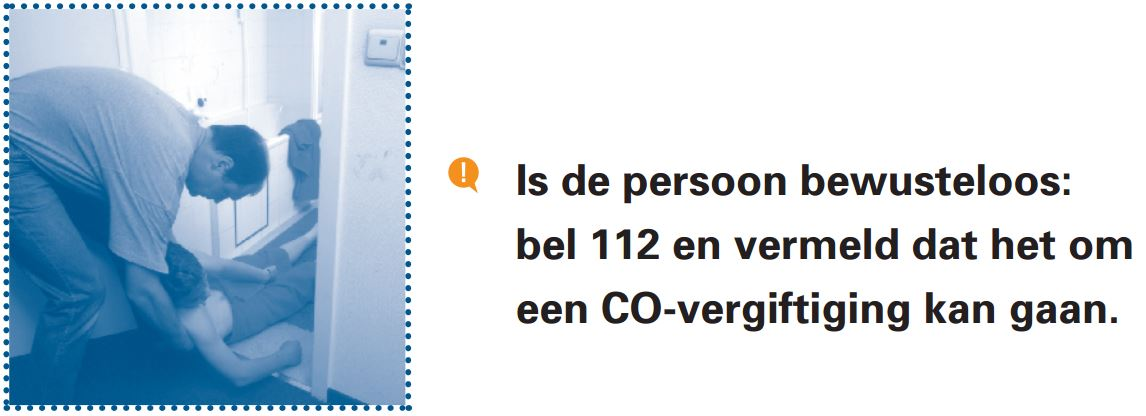 !
Is de persoon bewusteloos:
bel 112 en vermeld dat het om
een CO-vergiftiging kan gaan.